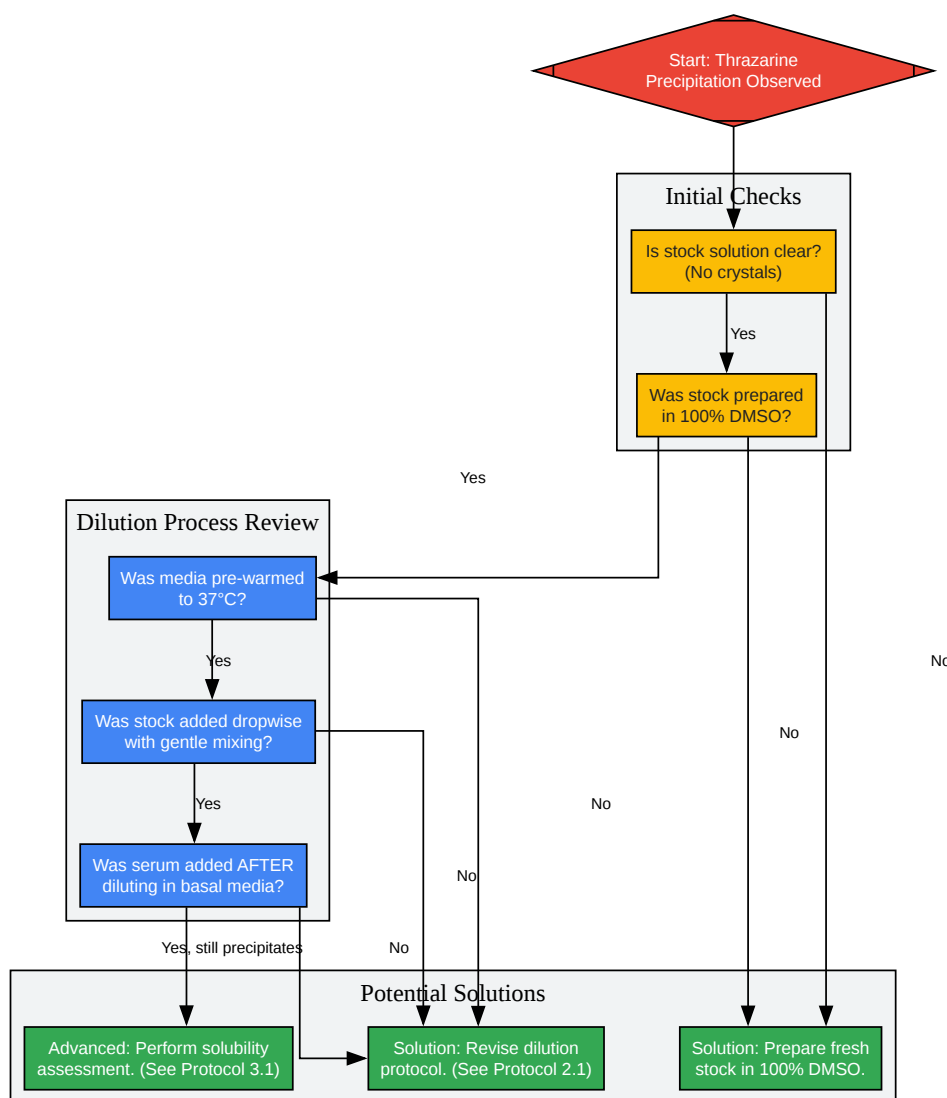 Start: Thrazarine
Precipitation Observed
Initial Checks
Is stock solution clear?
(No crystals)
Yes
Was stock prepared
in 100% DMSO?
Yes
Dilution Process Review
Was media pre-warmed
to 37°C?
Yes
No
Was stock added dropwise
with gentle mixing?
No
Yes
No
Was serum added AFTER
diluting in basal media?
No
Yes, still precipitates
No
Potential Solutions
Advanced: Perform solubility
assessment. (See Protocol 3.1)
Solution: Revise dilution
protocol. (See Protocol 2.1)
Solution: Prepare fresh
stock in 100% DMSO.